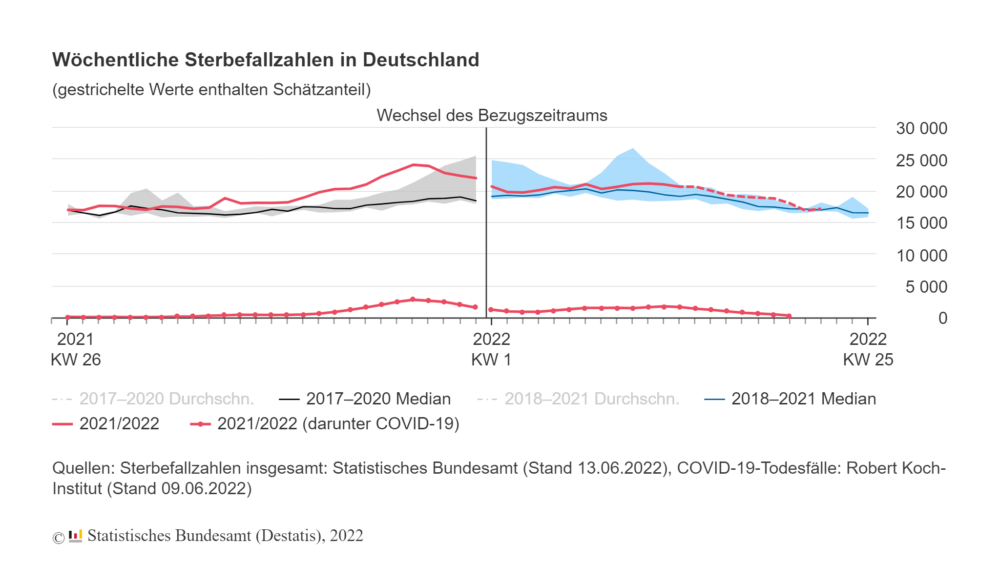 Wöchentliche Sterbefallzahlen in Deutschland
(gestrichelte Werte enthalten Schätzanteil)
Wechsel des Bezugszeitraums
30 000
25 000
20 000
15 000
10 000
5 000
0
2021 2022 2022
KW 26 KW 1 KW 25
2017–2020 Durchschn. 2017–2020 Median 2018–2021 Durchschn. 2018–2021 Median
2021/2022 2021/2022 (darunter COVID-19)
Quellen: Sterbefallzahlen insgesamt: Statistisches Bundesamt (Stand 13.06.2022), COVID-19-Todesfälle: Robert Koch-
Institut (Stand 09.06.2022)
© Statistisches Bundesamt (Destatis), 2022